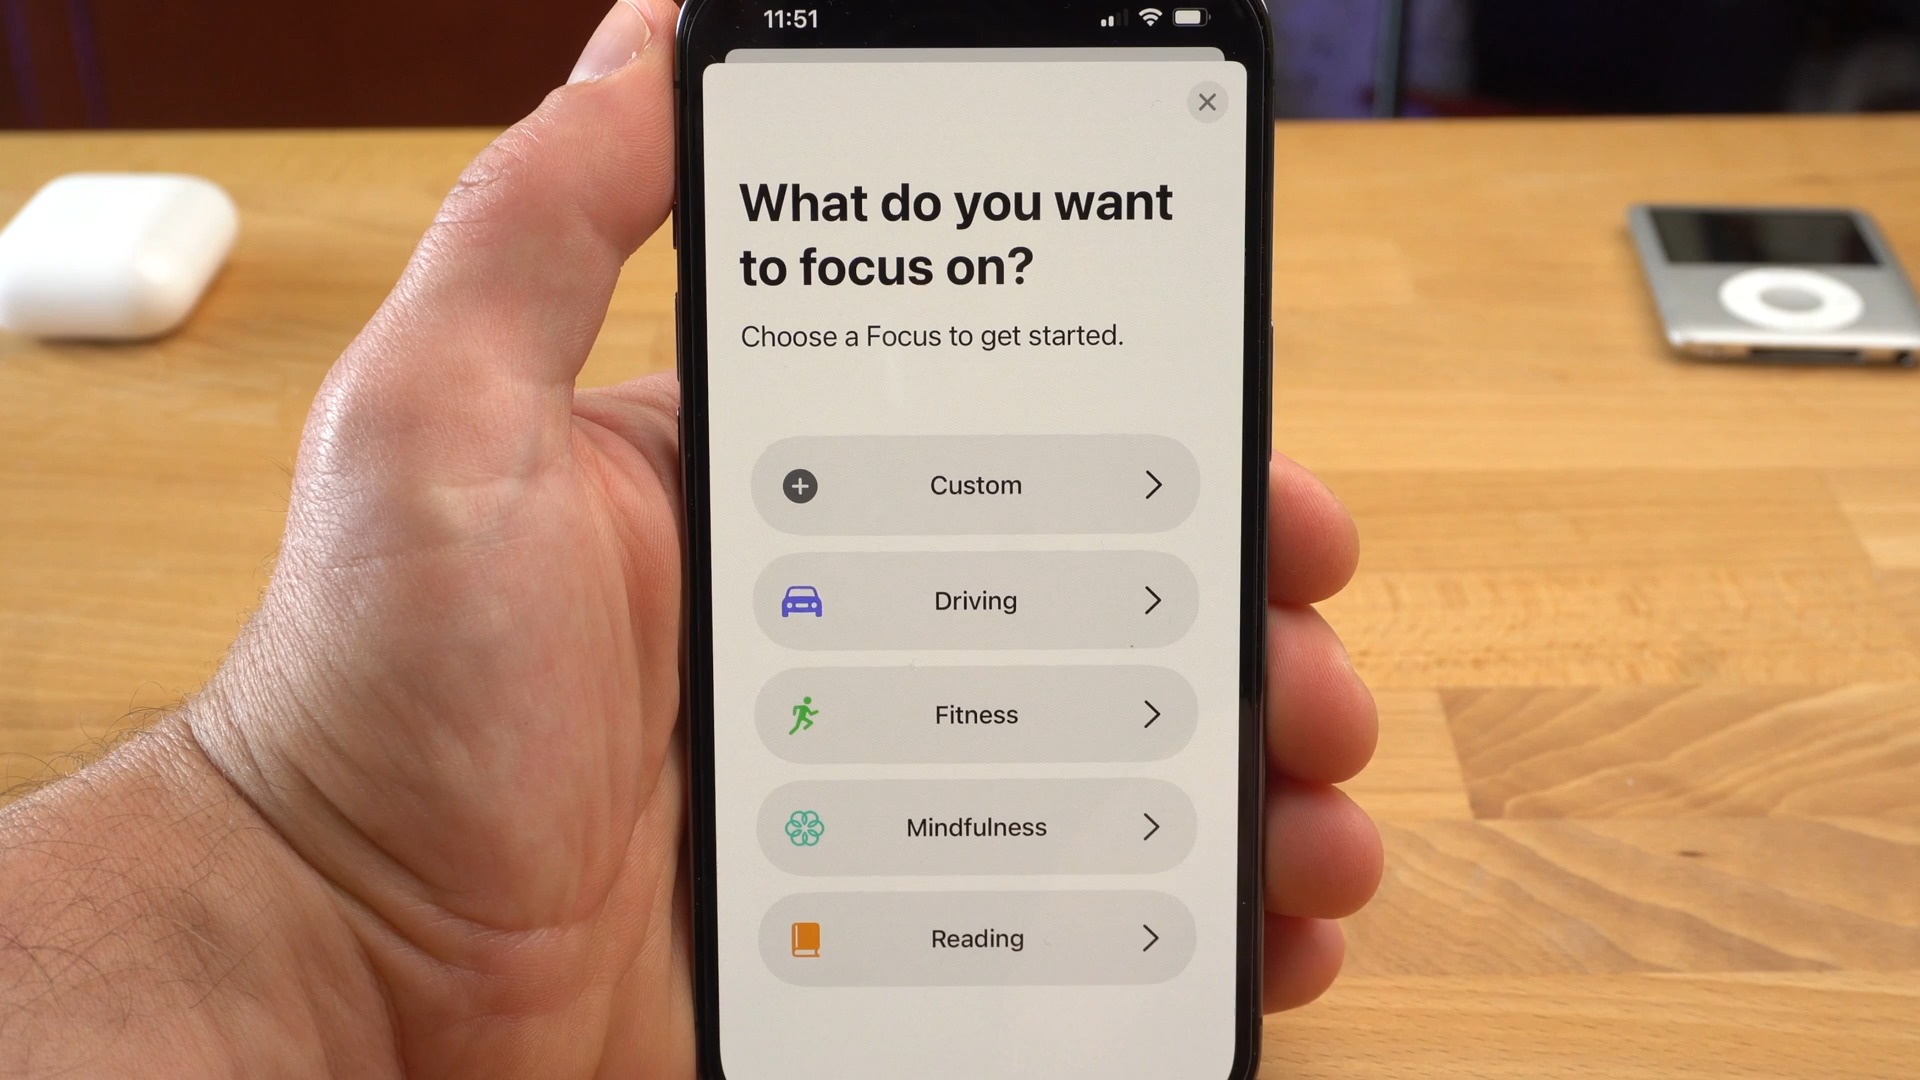 11:51
What do you want
to focus on?
Choose a Focus to get started.
Custom
Driving
Fitness
Mindfulness
Reading